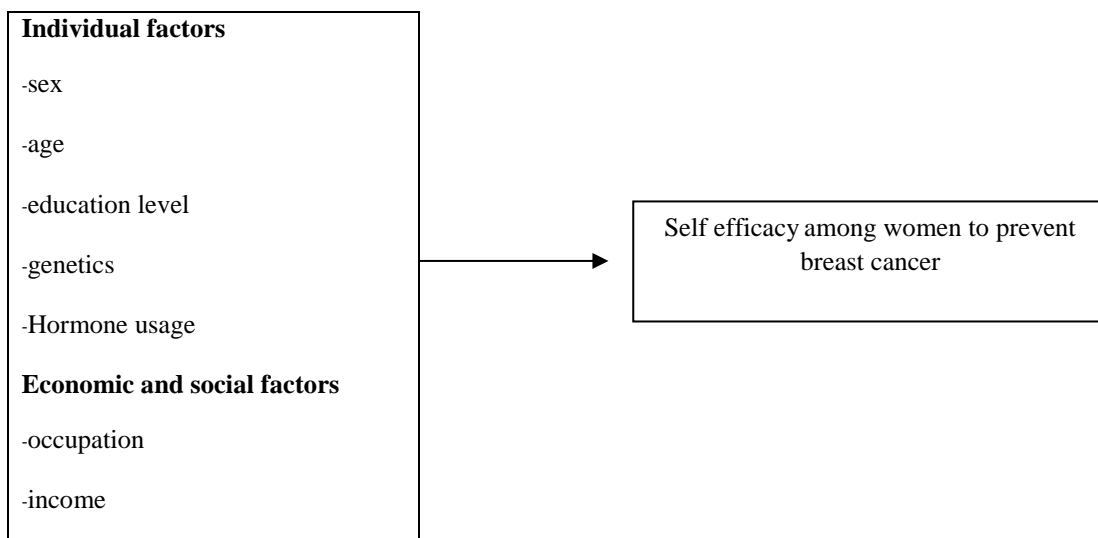 Individual factors
-sex
-age
-education level
-genetics
-Hormone usage
Economic and social factors
-occupation
-income
Self efficacy among women to prevent
breast cancer